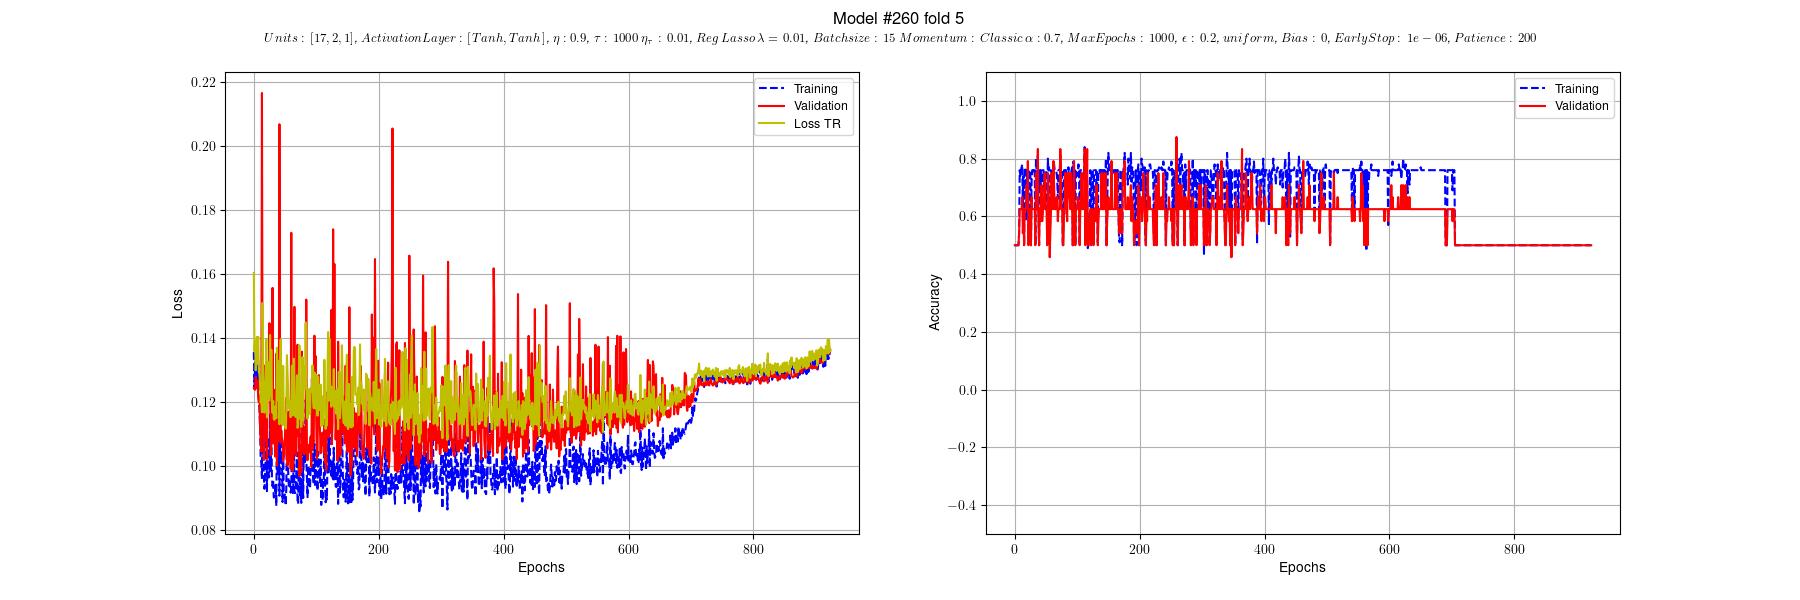 Model #260 fold 5
Units : [17, 2, 1], ActivationLayer : [Tanh, Tanh], η : 0.9, τ : 1000 ητ : 0.01, Reg Lasso λ = 0.01, Batchsize : 15 Momentum : Classic α : 0.7, MaxEpochs : 1000, ϵ : 0.2, uniform, Bias : 0, EarlyStop : 1e − 06, Patience : 200
0.22
0.20
0.18
0.16
0.14
0.12
0.10
0.08
Loss
0 200 400 600 800
Epochs
Training
Validation
Loss TR
1.0
0.8
0.6
0.4
0.2
0.0
−0.2
−0.4
Accuracy
0 200 400 600 800
Epochs
Training
Validation